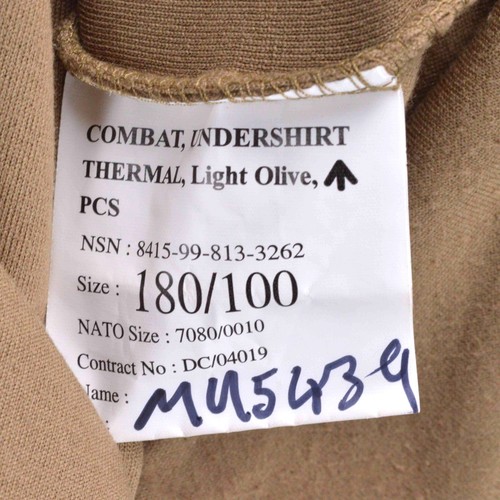 COMBAT, UNDERSHIRT
THERMAL, Light Olive,
PCS
NSN : 8415-99-813-3262
Size : 180/100
NATO Size : 7080/0010
Contract No : DC/04019
Name :